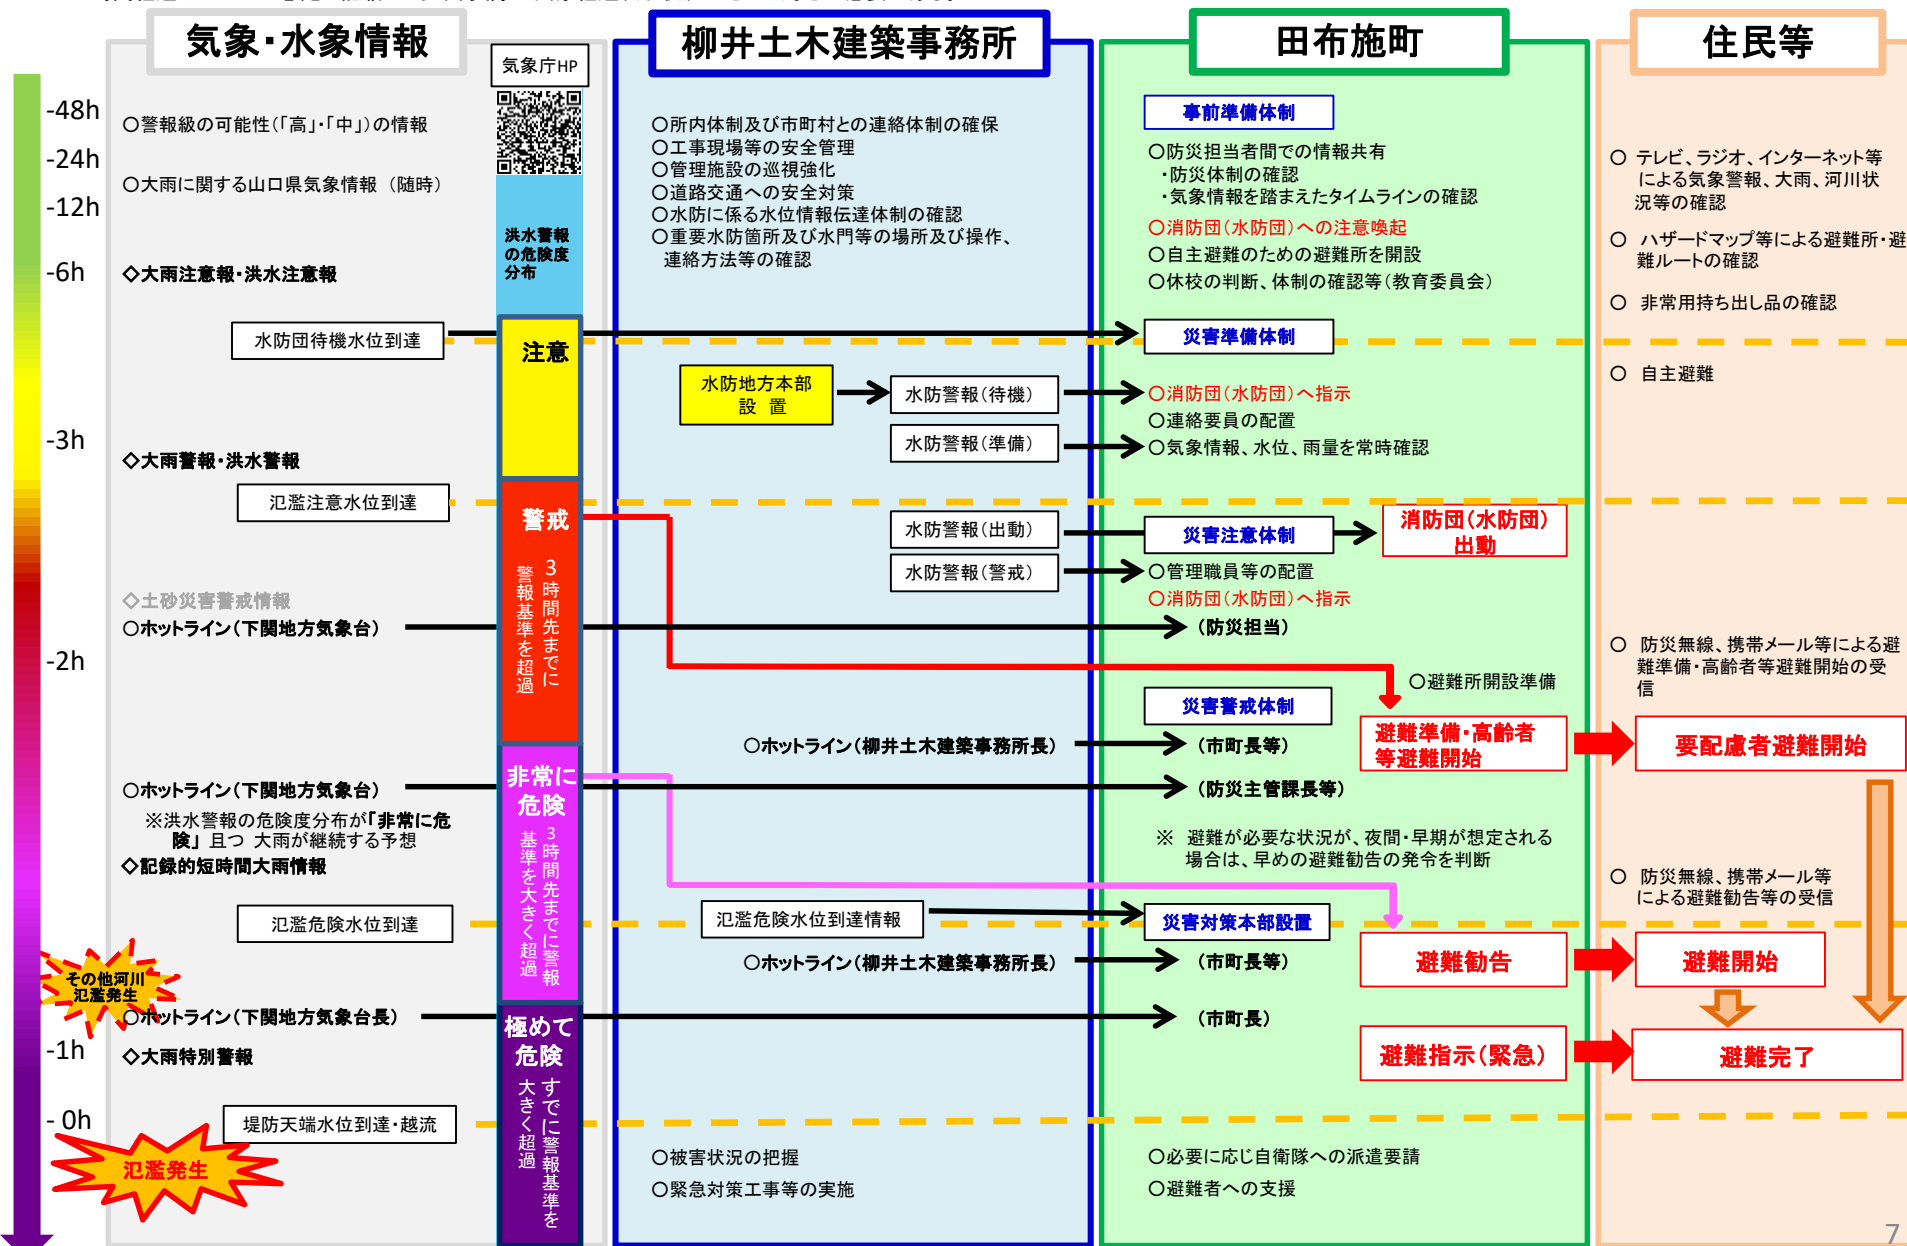 気象・水象情報
気象庁HP
柳井土木建築事務所
田布施町
住民等
-48h
-24h
-12h
-6h
-3h
-2h
-1h
- 0h
○警報級の可能性(「高」・「中」)の情報
○大雨に関する山口県気象情報 (随時)
◇大雨注意報・洪水注意報
水防団待機水位到達
◇大雨警報・洪水警報
氾濫注意水位到達
◇土砂災害警戒情報
○ホットライン(下関地方気象台)
○ホットライン(下関地方気象台)
※洪水警報の危険度分布が「非常に危
険」 且つ 大雨が継続する予想
◇記録的短時間大雨情報
氾濫危険水位到達
その他河川
氾濫発生
○ホットライン(下関地方気象台長)
◇大雨特別警報
堤防天端水位到達・越流
氾濫発生
洪水警報
の危険度
分布
注意
警戒
3時間先までに
警報基準を超過
非常に
危険
3時間先までに警報
基準を大きく超過
極めて
危険
すでに警報基準を
大きく超過
○所内体制及び市町村との連絡体制の確保
○工事現場等の安全管理
○管理施設の巡視強化
○道路交通への安全対策
○水防に係る水位情報伝達体制の確認
○重要水防箇所及び水門等の場所及び操作、
連絡方法等の確認
水防地方本部
設 置
水防警報(待機)
水防警報(準備)
水防警報(出動)
水防警報(警戒)
○ホットライン(柳井土木建築事務所長)
氾濫危険水位到達情報
○ホットライン(柳井土木建築事務所長)
○被害状況の把握
○緊急対策工事等の実施
事前準備体制
○防災担当者間での情報共有
・防災体制の確認
・気象情報を踏まえたタイムラインの確認
○消防団(水防団)への注意喚起
○自主避難のための避難所を開設
○休校の判断、体制の確認等(教育委員会)
災害準備体制
○消防団(水防団)へ指示
○連絡要員の配置
○気象情報、水位、雨量を常時確認
災害注意体制
消防団(水防団)
出動
○管理職員等の配置
○消防団(水防団)へ指示
(防災担当)
○避難所開設準備
災害警戒体制
(市町長等)
避難準備・高齢者
等避難開始
(防災主管課長等)
※ 避難が必要な状況が、夜間・早期が想定される
場合は、早めの避難勧告の発令を判断
災害対策本部設置
(市町長等)
避難勧告
(市町長)
避難指示(緊急)
○必要に応じ自衛隊への派遣要請
○避難者への支援
○ テレビ、ラジオ、インターネット等
による気象警報、大雨、河川状
況等の確認
○ ハザードマップ等による避難所・避
難ルートの確認
○ 非常用持ち出し品の確認
○ 自主避難
○ 防災無線、携帯メール等による避
難準備・高齢者等避難開始の受
信
要配慮者避難開始
○ 防災無線、携帯メール等
による避難勧告等の受信
避難開始
避難完了
7